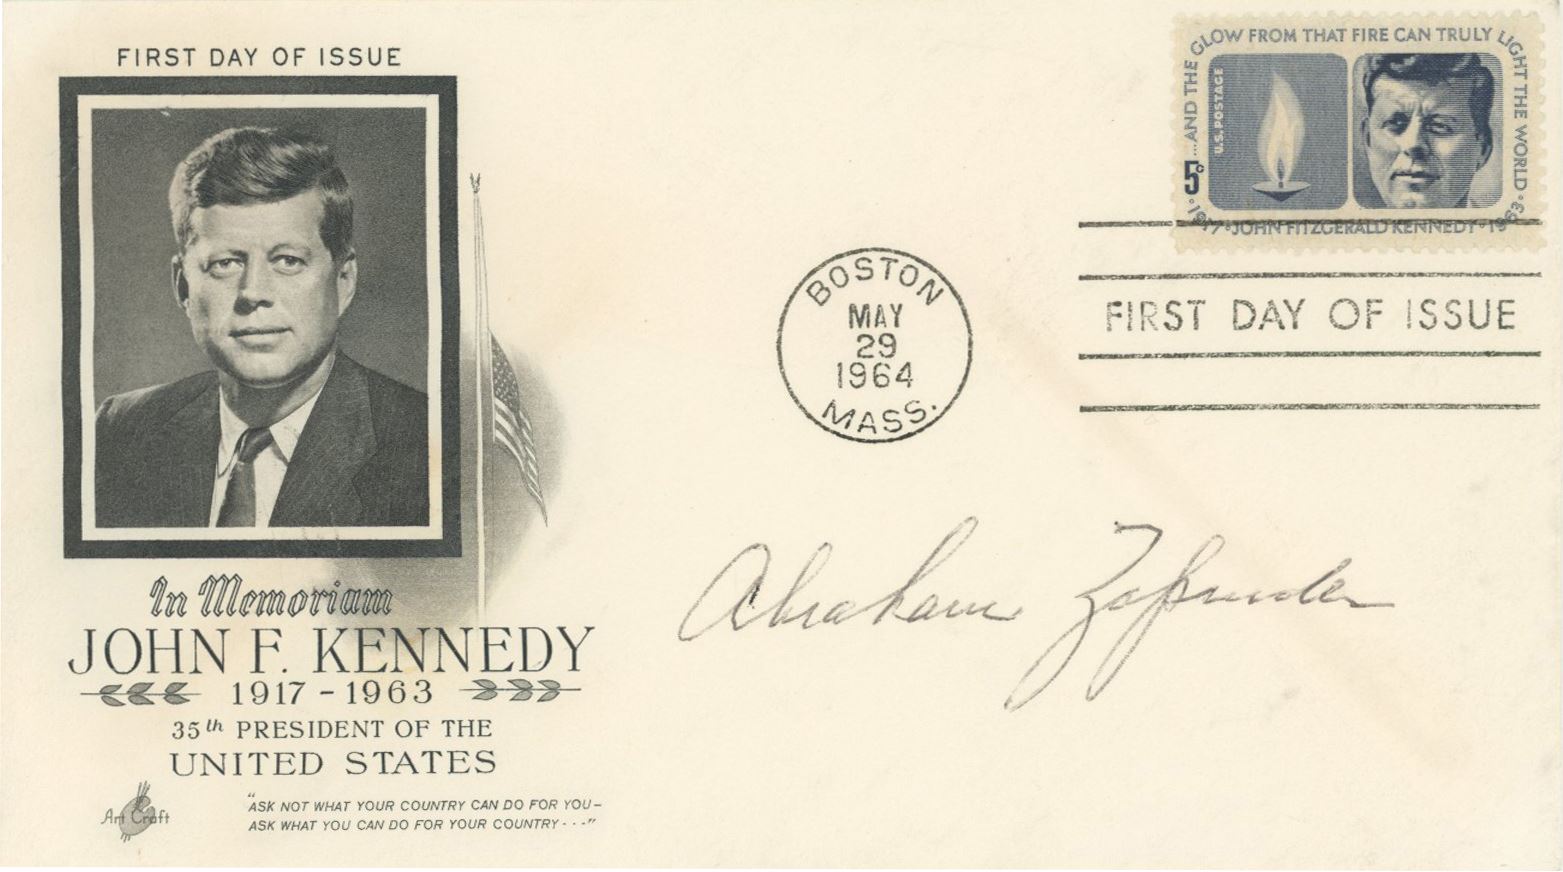 FIRST DAY OF ISSUE
In Memoriam
JOHN F. KENNEDY
1917 - 1963
35th PRESIDENT OF THE
UNITED STATES
Art Craft
"ASK NOT WHAT YOUR COUNTRY CAN DO FOR YOU–
ASK WHAT YOU CAN DO FOR YOUR COUNTRY - - -"
BOSTON
MAY
29
1964
MASS.
...AND THE GLOW FROM THAT FIRE CAN TRULY LIGHT THE WORLD
U.S. POSTAGE
5c
·1917·JOHN FITZGERALD KENNEDY·1963·
FIRST DAY OF ISSUE
Abraham Zapruder